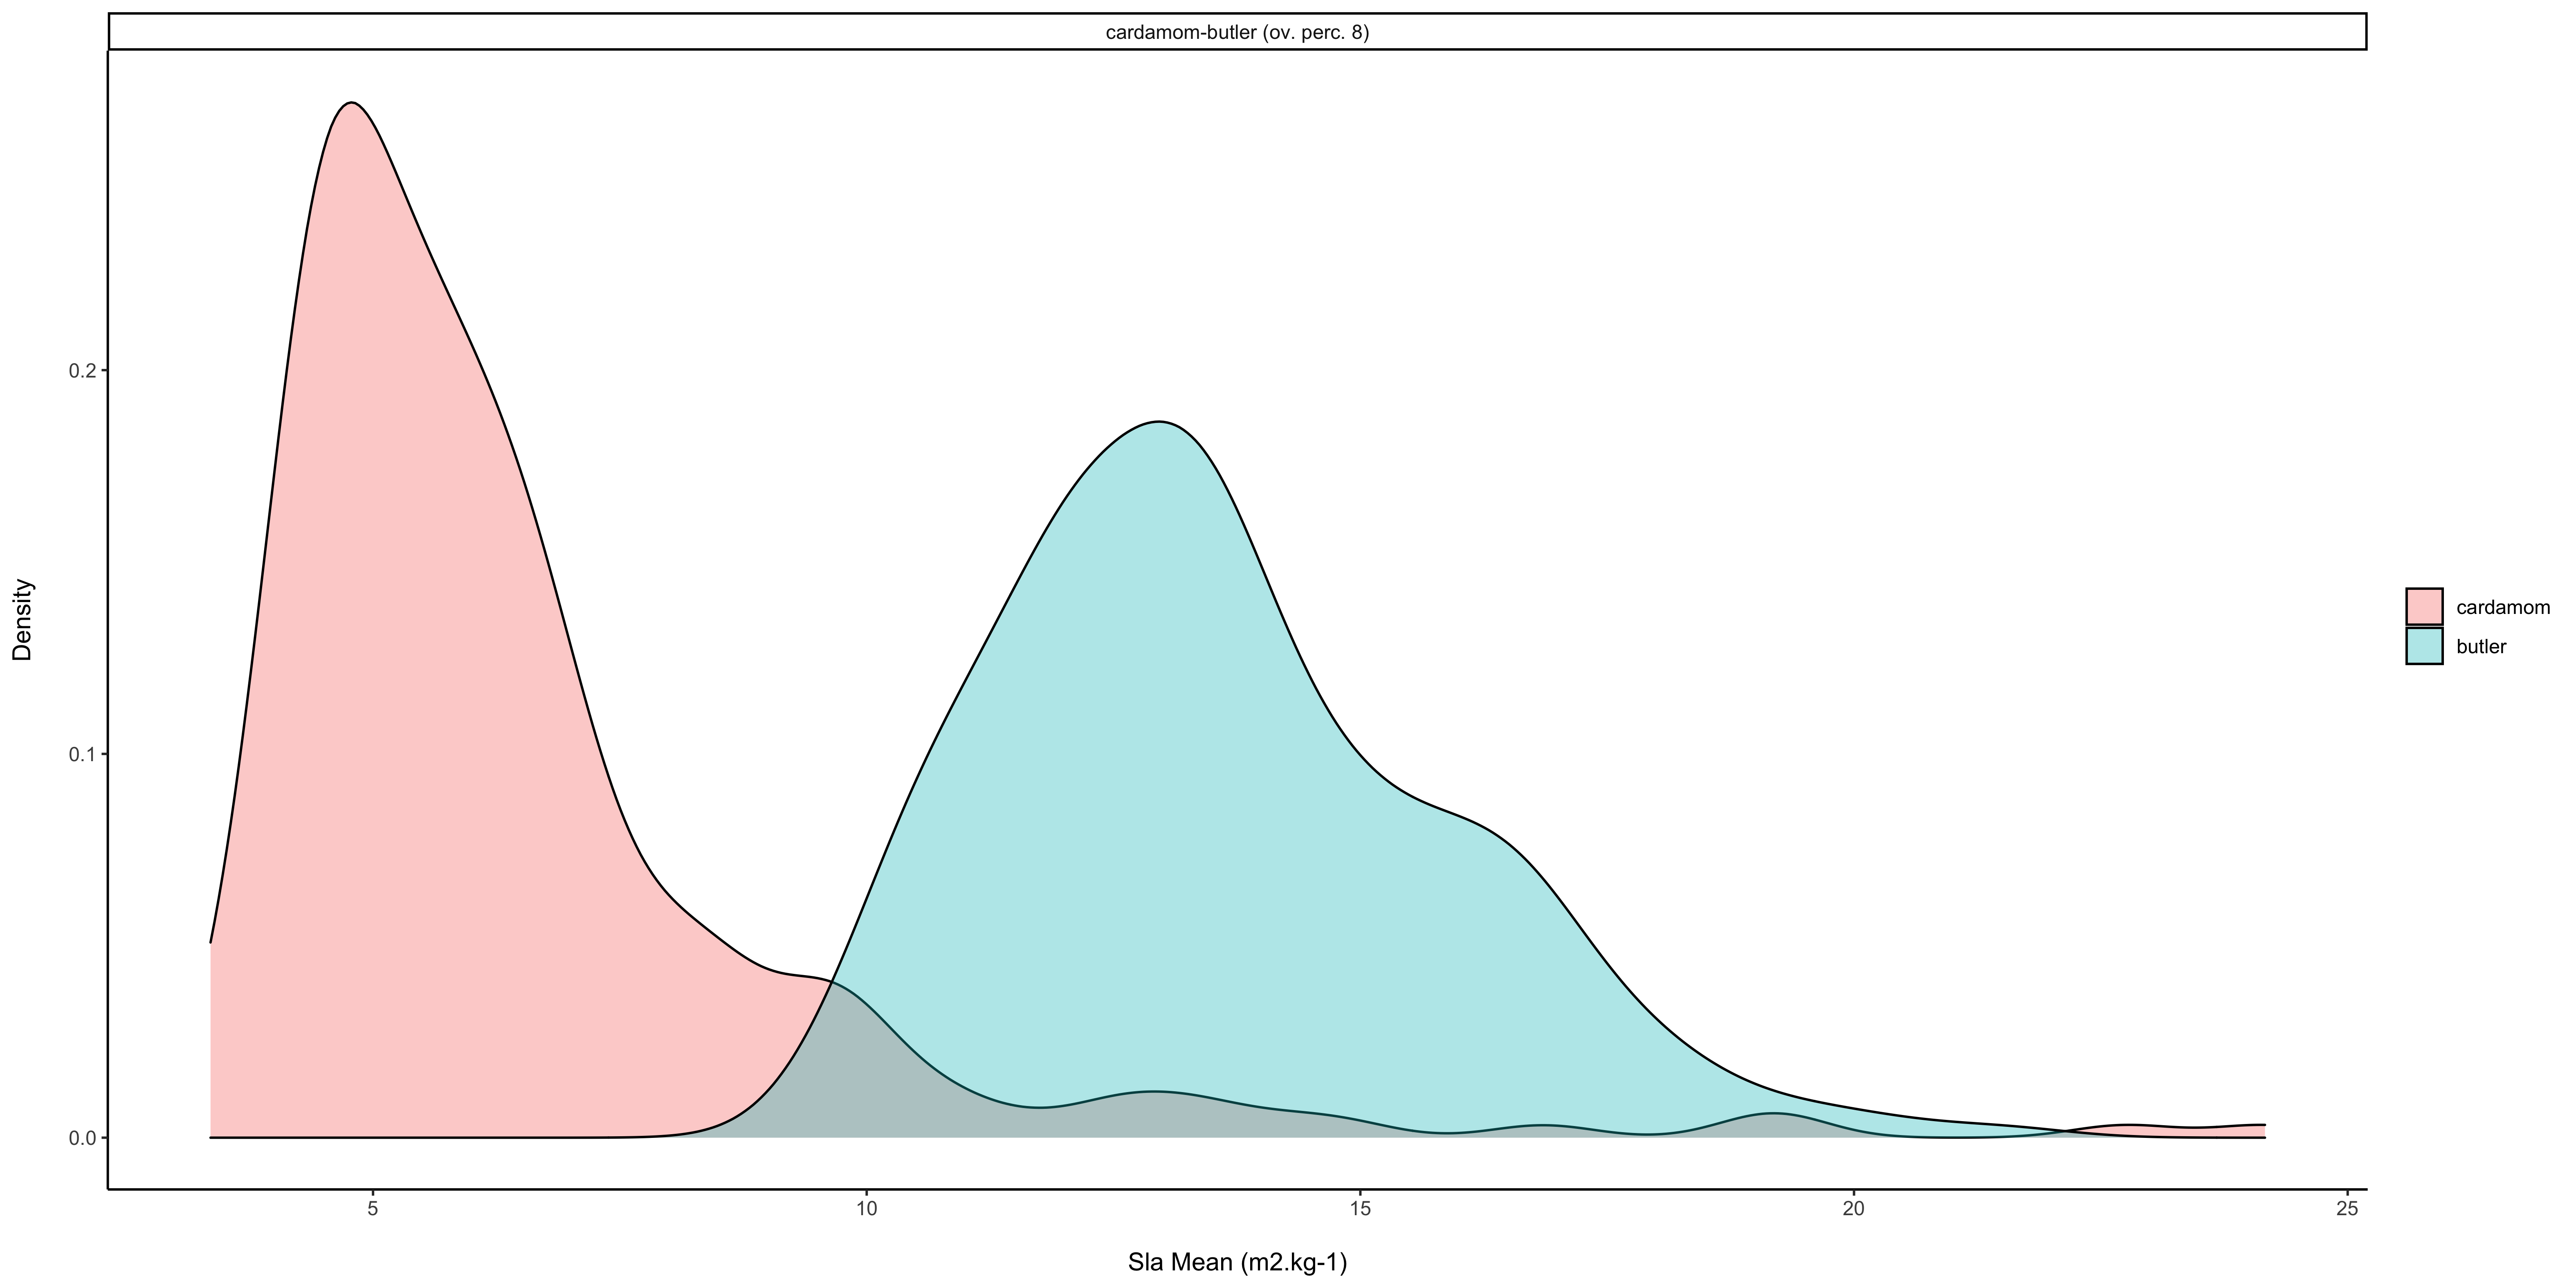 cardamom-butler (ov. perc. 8)
Density
0.2
0.1
0.0
5
10
15
20
25
Sla Mean (m2.kg-1)
cardamom
butler